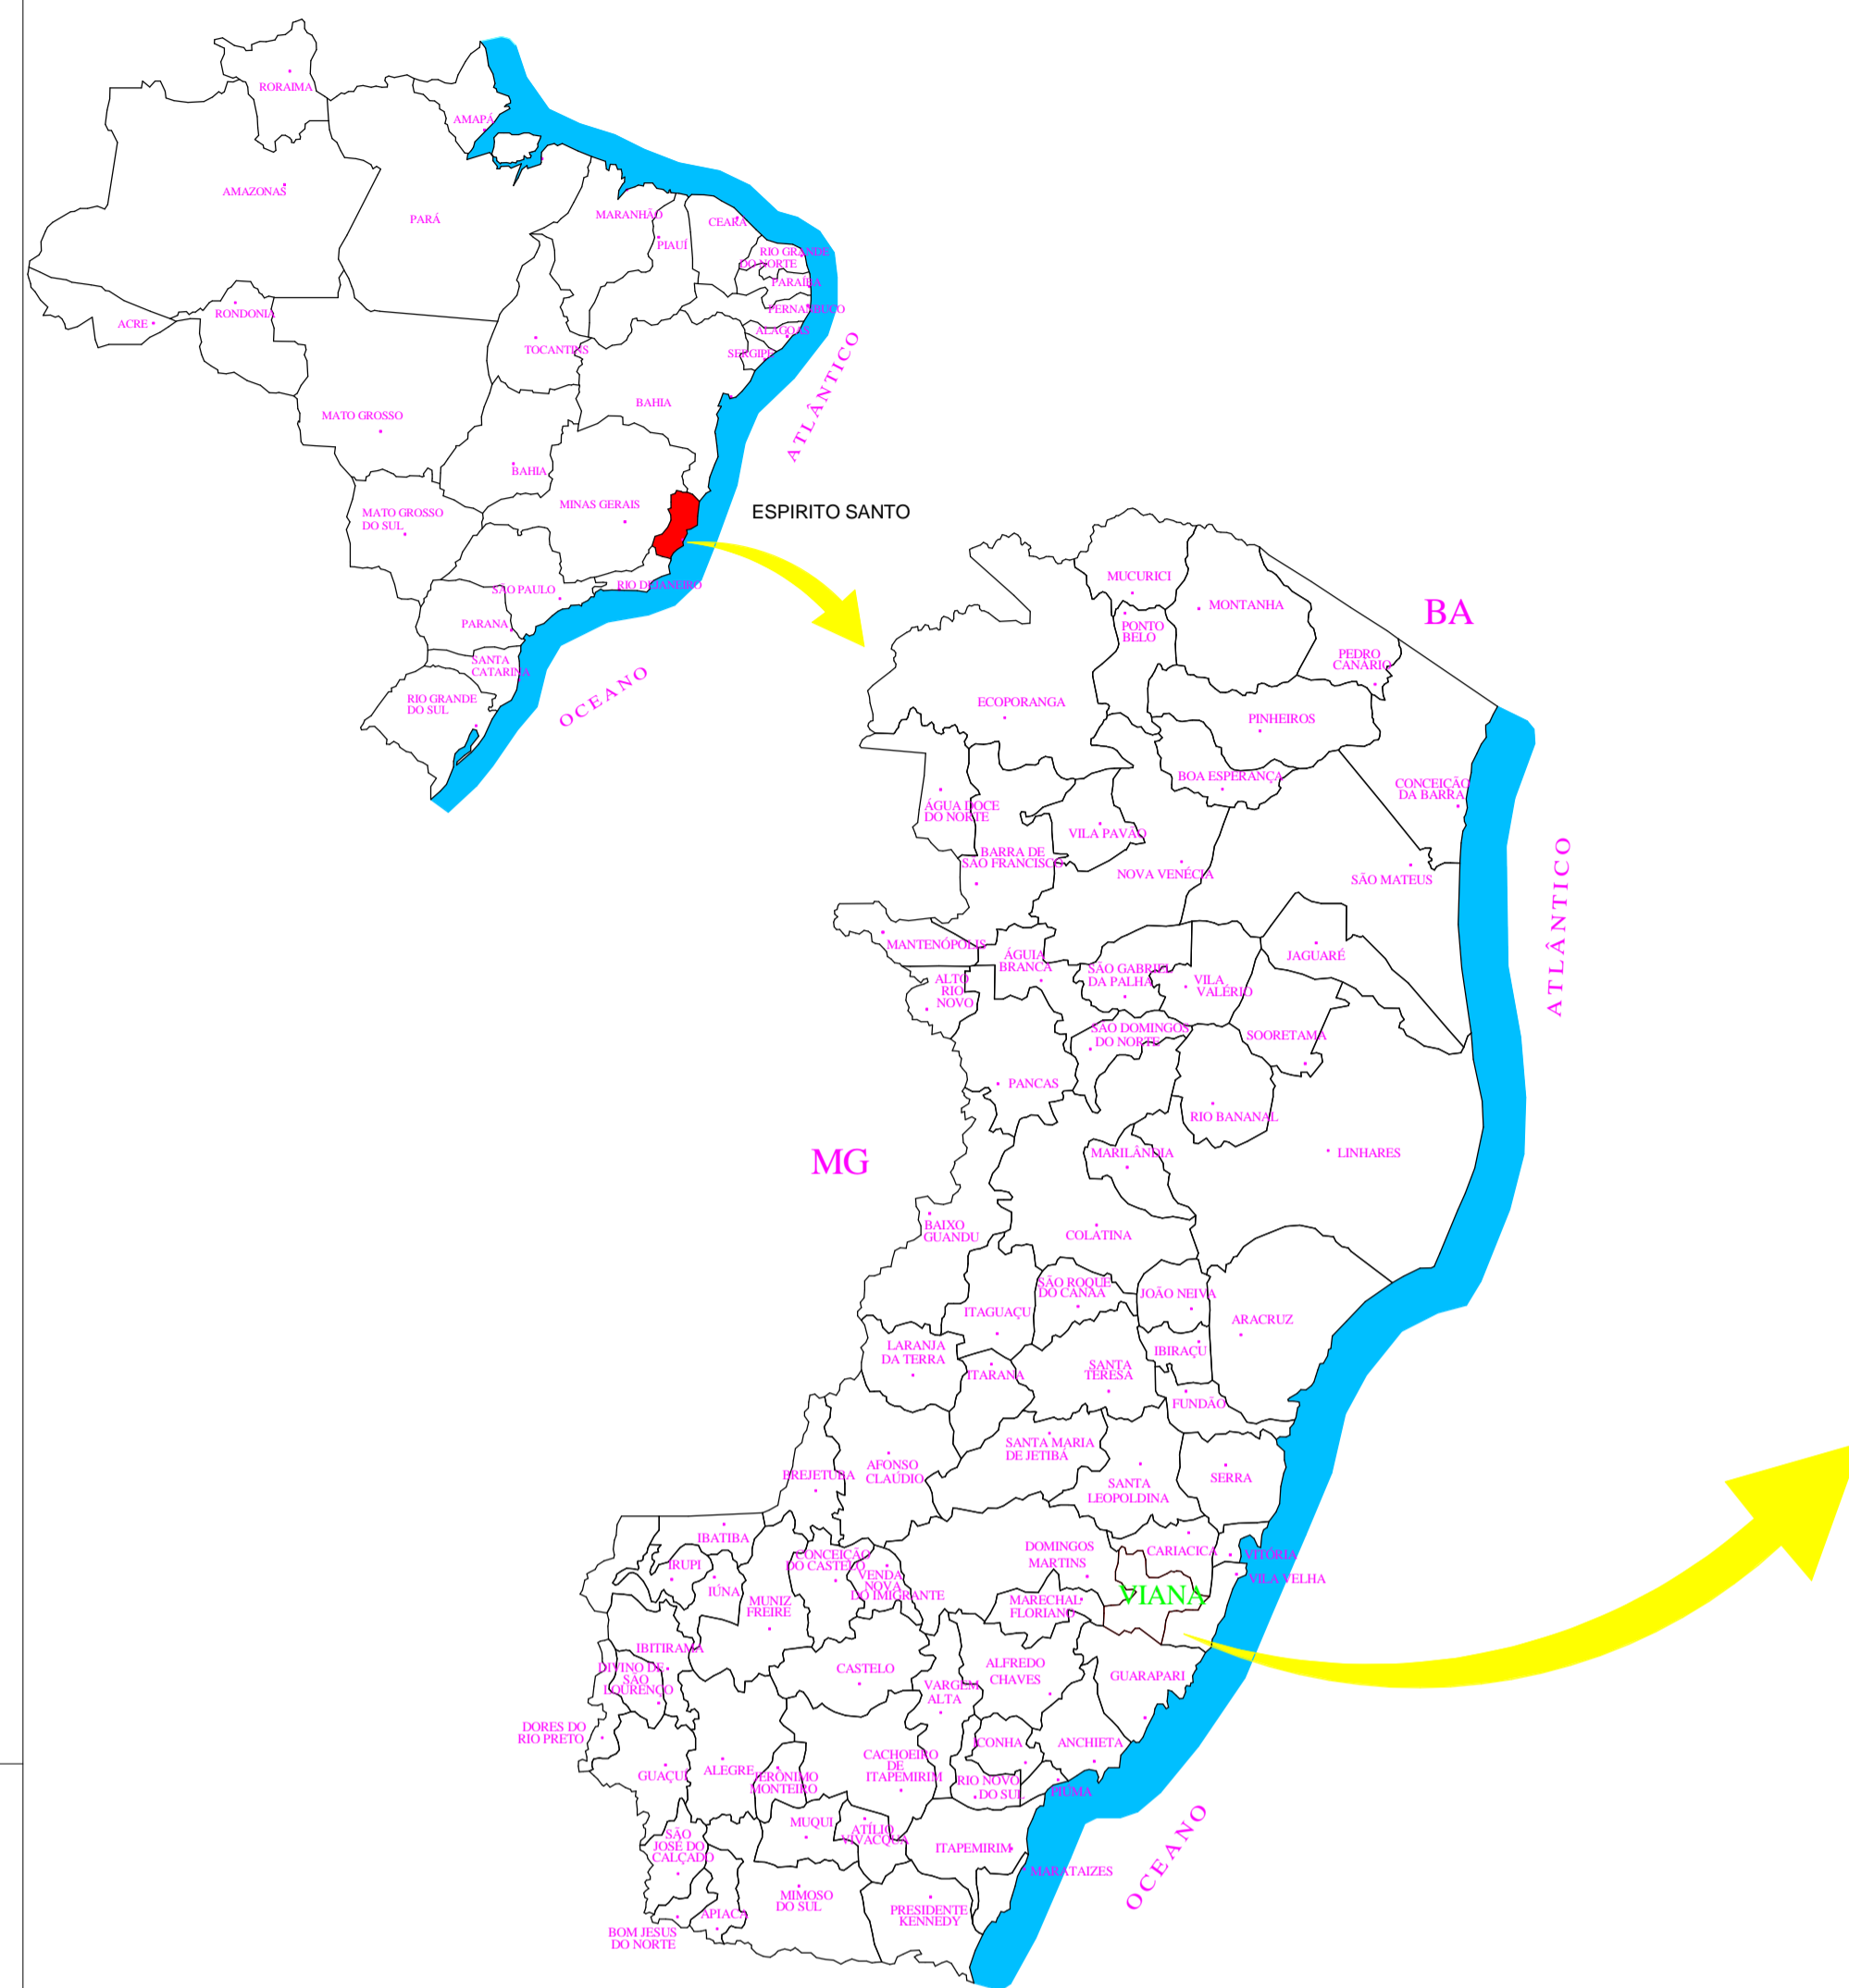 RORAIMA
AMAPÁ
AMAZONAS
PARÁ
MARANHÃO
CEARÁ
PIAUÍ
RIO GRANDE
DO NORTE
PARAÍBA
PERNANBUCO
ALAGOAS
SERGIPE
ACRE
RONDONIA
TOCANTINS
BAHIA
MATO GROSSO
BAHIA
MINAS GERAIS
MATO GROSSO
DO SUL
SÃO PAULO
RIO DEJANEIRO
PARANA
SANTA
CATARINA
RIO GRANDE
DO SUL
ATLÂNTICO
OCEANO
ESPIRITO SANTO
MUCURICI
MONTANHA
BA
PONTO
BELO
PEDRO
CANÁRIO
ECOPORANGA
PINHEIROS
BOA ESPERANÇA
CONCEIÇÃO
DA BARRA
ÁGUA DOCE
DO NORTE
VILA PAVÃO
BARRA DE
SÃO FRANCISCO
NOVA VENÉCIA
SÃO MATEUS
ATLÂNTICO
MANTENÓPOLIS
ÁGUIA
BRANCA
JAGUARÉ
SÃO GABRIEL
DA PALHA
VILA
VALÉRIO
ALTO
RIO
NOVO
SÃO DOMINGOS
DO NORTE
SOORETAMA
PANCAS
RIO BANANAL
MARILÂNDIA
LINHARES
MG
BAIXO
GUANDU
COLATINA
SÃO ROQUE
DO CANAÃ
JOÃO NEIVA
ITAGUAÇU
ARACRUZ
LARANJA
DA TERRA
IBIRAÇU
ITARANA
SANTA
TERESA
FUNDÃO
SANTA MARIA
DE JETIBÁ
AFONSO
CLAÚDIO
BREJETUBA
SERRA
SANTA
LEOPOLDINA
IBATIBA
DOMINGOS
MARTINS
CARIACICA
VITÓRIA
CONCEIÇÃO
DO CASTELO
IRUPI
VENDA
NOVA
DO IMIGRANTE
VILA VELHA
IÚNA
VIANA
MUNIZ
FREIRE
MARECHAL
FLORIANO
IBITIRAMA
DIVINO DE
SÃO
LOURENÇO
CASTELO
ALFREDO
CHAVES
GUARAPARI
VARGEM
ALTA
DORES DO
RIO PRETO
ICONHA
ANCHIETA
CACHOEIRO
DE
ITAPEMIRIM
GUAÇUÍ
ALEGRE
JERÔNIMO
MONTEIRO
RIO NOVO
DO SUL
PIUMA
MUQUI
ATÍLIO
VIVACQUA
SÃO
JOSÉ DO
CALÇADO
ITAPEMIRIM
MARATAIZES
OCEANO
MIMOSO
DO SUL
PRESIDENTE
KENNEDY
APIACÁ
BOM JESUS
DO NORTE